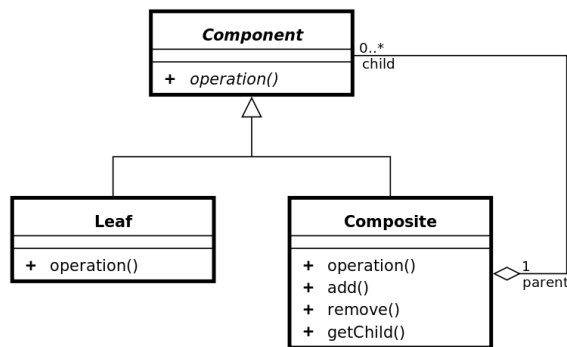 Component
+ operation()
0..*
child
Leaf
+ operation()
Composite
+ operation()
+ add()
+ remove()
+ getChild()
1
parent